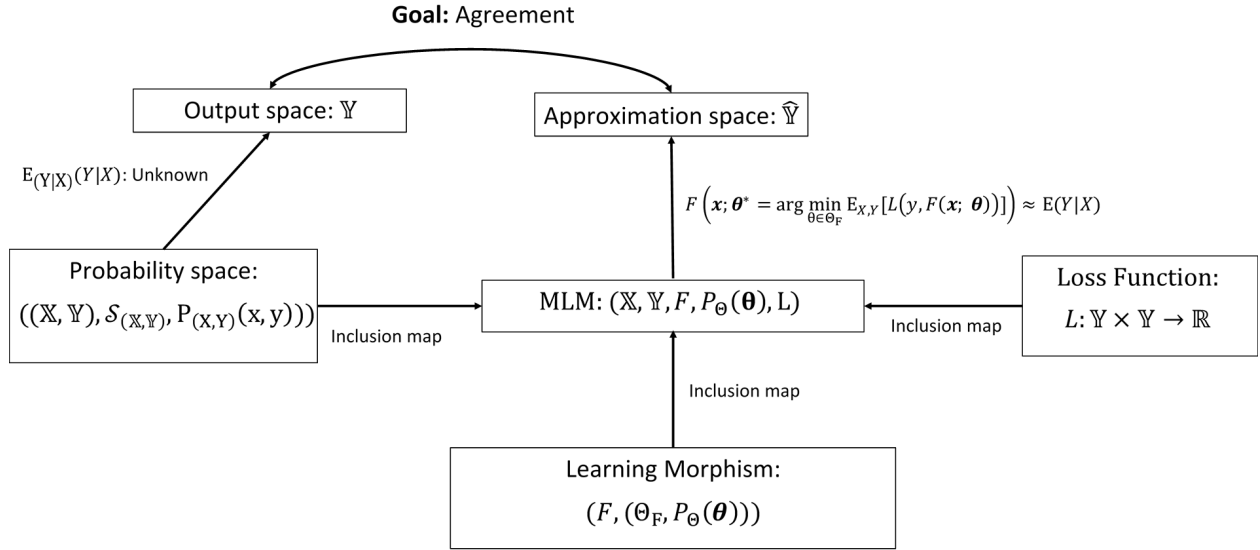 Goal: Agreement
Output space: 𝕐
Approximation space: 𝕐̂
E₍Y|X₎(Y|X): Unknown
F(x; θ* = arg min_{θ∈Θ_F} E_{X,Y}[L(y, F(x; θ))]) ≈ E(Y|X)
Probability space:
((𝕏, 𝕐), 𝒮_(𝕏,𝕐), P_(X,Y)(x, y)))
Inclusion map
MLM: (𝕏, 𝕐, F, P_Θ(θ), L)
Inclusion map
Loss Function:
L: 𝕐 × 𝕐 → ℝ
Inclusion map
Learning Morphism:
(F, (Θ_F, P_Θ(θ)))